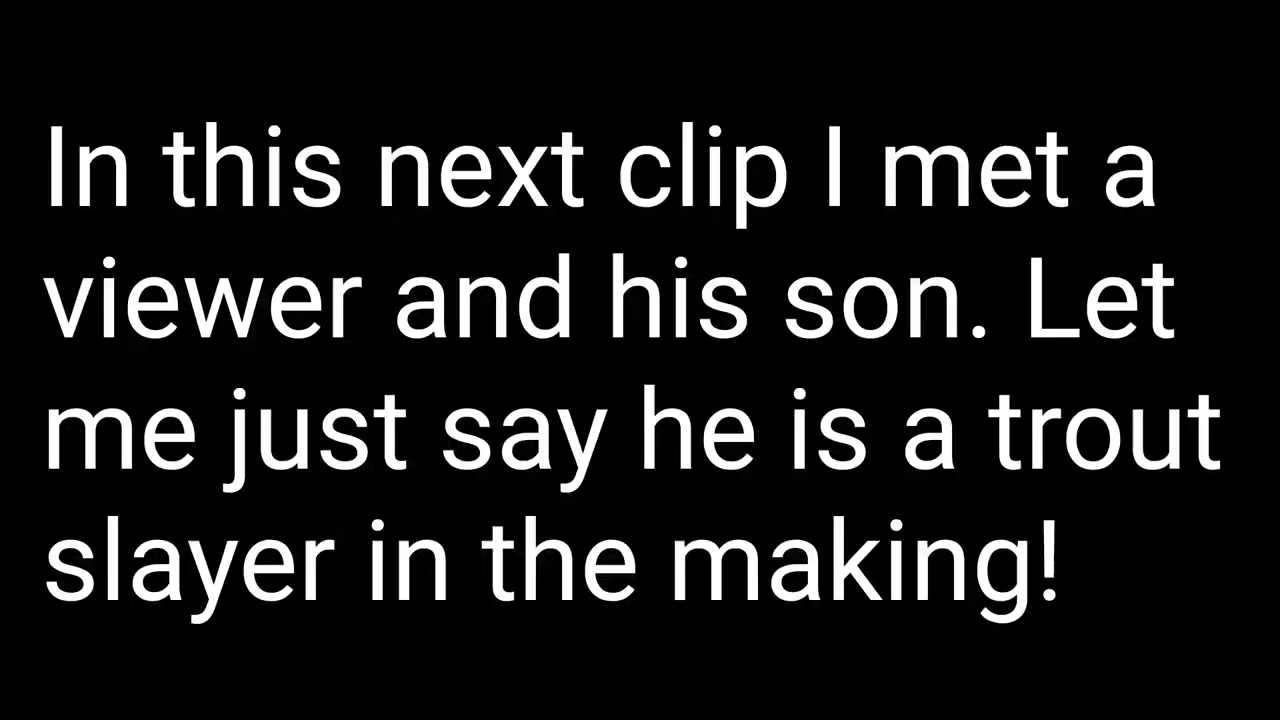 In this next clip I met a
viewer and his son. Let
me just say he is a trout
slayer in the making!